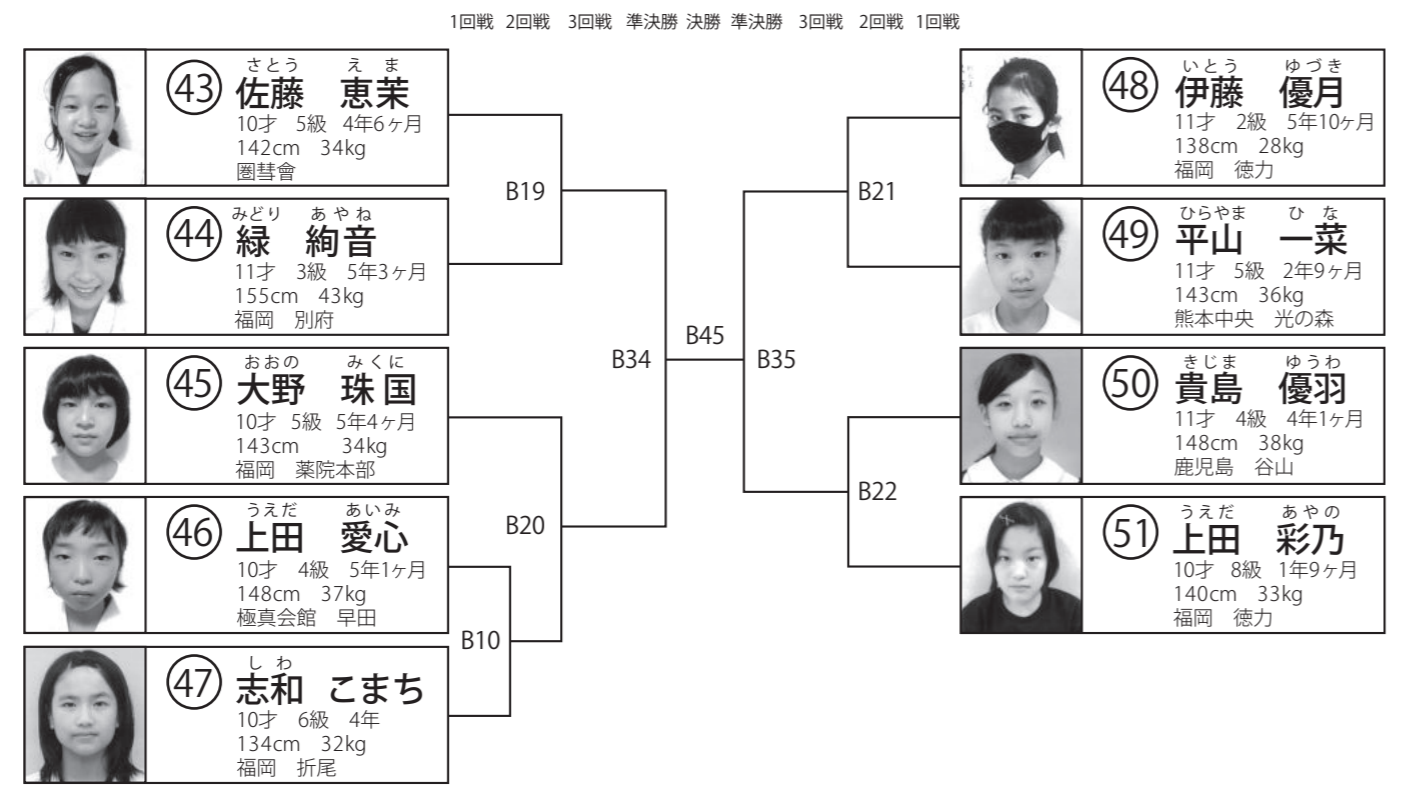 1回戦 2回戦 3回戦 準決勝 決勝 準決勝 3回戦 2回戦 1回戦
さとう え ま
43 佐藤 恵茉
10才 5級 4年6ヶ月
142cm 34kg
圏彗會
みどり あやね
44 緑 絢音
11才 3級 5年3ヶ月
155cm 43kg
福岡 別府
おおの みくに
45 大野 珠国
10才 5級 5年4ヶ月
143cm 34kg
福岡 薬院本部
うえだ あいみ
46 上田 愛心
10才 4級 5年1ヶ月
148cm 37kg
極真会館 早田
しわ
47 志和 こまち
10才 6級 4年
134cm 32kg
福岡 折尾
B19
B20
B10
B34
B45
B35
B21
B22
いとう ゆづき
48 伊藤 優月
11才 2級 5年10ヶ月
138cm 28kg
福岡 徳力
ひらやま ひな
49 平山 一菜
11才 5級 2年9ヶ月
143cm 36kg
熊本中央 光の森
きじま ゆうわ
50 貴島 優羽
11才 4級 4年1ヶ月
148cm 38kg
鹿児島 谷山
うえだ あやの
51 上田 彩乃
10才 8級 1年9ヶ月
140cm 33kg
福岡 徳力